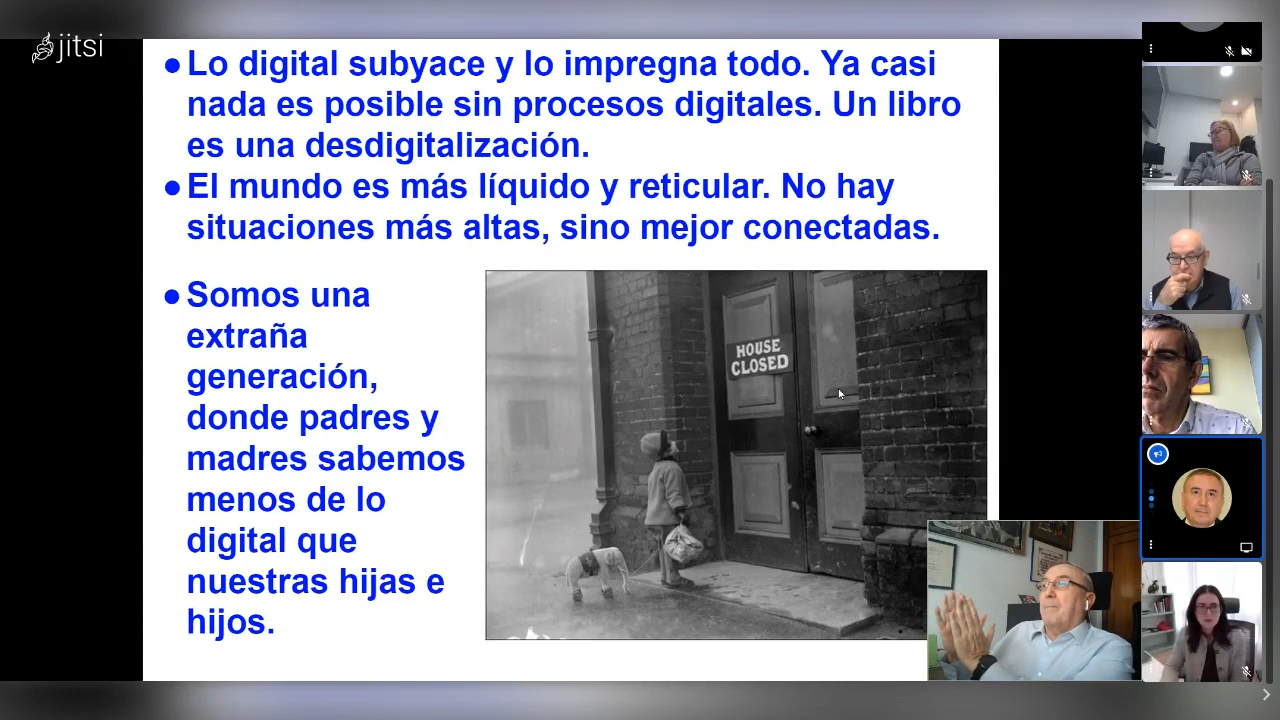 jitsi
●Lo digital subyace y lo impregna todo. Ya casi
nada es posible sin procesos digitales. Un libro
es una desdigitalización.
●El mundo es más líquido y reticular. No hay
situaciones más altas, sino mejor conectadas.
●Somos una
extraña
generación,
donde padres y
madres sabemos
menos de lo
digital que
nuestras hijas e
hijos.
HOUSE
CLOSED